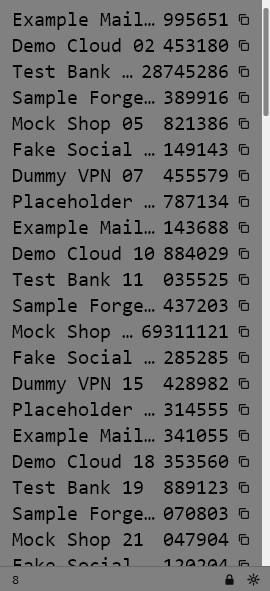 Example Mail… 995651
Demo Cloud 02 453180
Test Bank … 28745286
Sample Forge… 389916
Mock Shop 05 821386
Fake Social … 149143
Dummy VPN 07 455579
Placeholder … 787134
Example Mail… 143688
Demo Cloud 10 884029
Test Bank 11 035525
Sample Forge… 437203
Mock Shop … 69311121
Fake Social … 285285
Dummy VPN 15 428982
Placeholder … 314555
Example Mail… 341055
Demo Cloud 18 353560
Test Bank 19 889123
Sample Forge… 070803
Mock Shop 21 047904
Fake Social … 120204
8